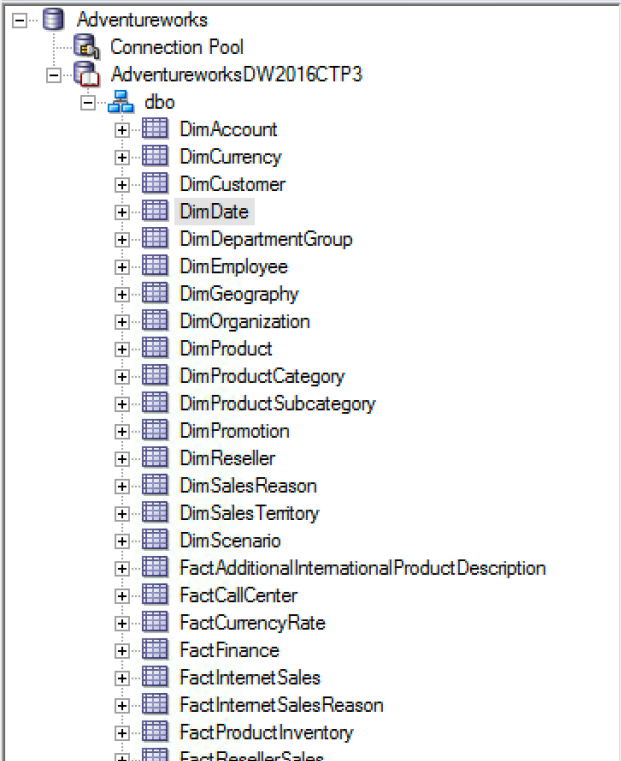 Adventureworks
Connection Pool
AdventureworksDW2016CTP3
dbo
DimAccount
DimCurrency
DimCustomer
DimDate
DimDepartmentGroup
DimEmployee
DimGeography
DimOrganization
DimProduct
DimProductCategory
DimProductSubcategory
DimPromotion
DimReseller
DimSalesReason
DimSalesTerritory
DimScenario
FactAdditionalInternationalProductDescription
FactCallCenter
FactCurrencyRate
FactFinance
FactInternetSales
FactInternetSalesReason
FactProductInventory
FactResellerSales